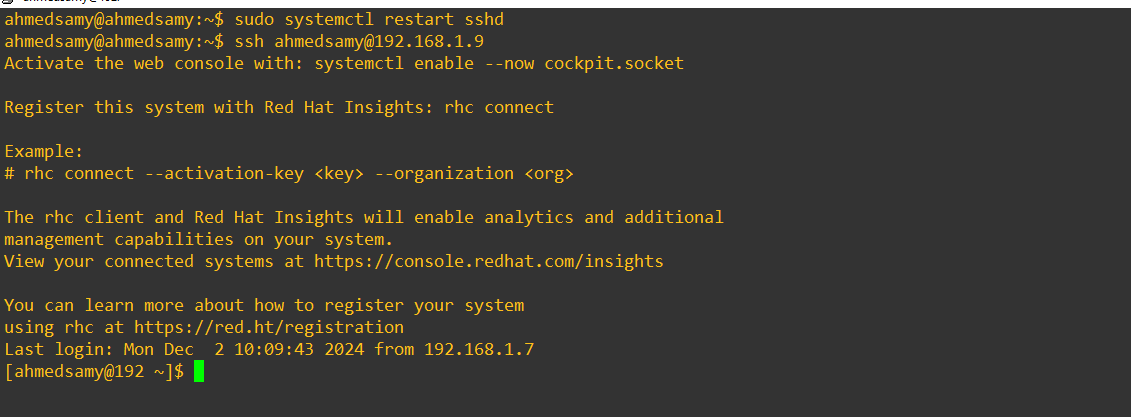 ahmedsamy@ahmedsamy:~$ sudo systemctl restart sshd
ahmedsamy@ahmedsamy:~$ ssh ahmedsamy@192.168.1.9
Activate the web console with: systemctl enable --now cockpit.socket
Register this system with Red Hat Insights: rhc connect
Example:
# rhc connect --activation-key <key> --organization <org>
The rhc client and Red Hat Insights will enable analytics and additional
management capabilities on your system.
View your connected systems at https://console.redhat.com/insights
You can learn more about how to register your system
using rhc at https://red.ht/registration
Last login: Mon Dec  2 10:09:43 2024 from 192.168.1.7
[ahmedsamy@192 ~]$